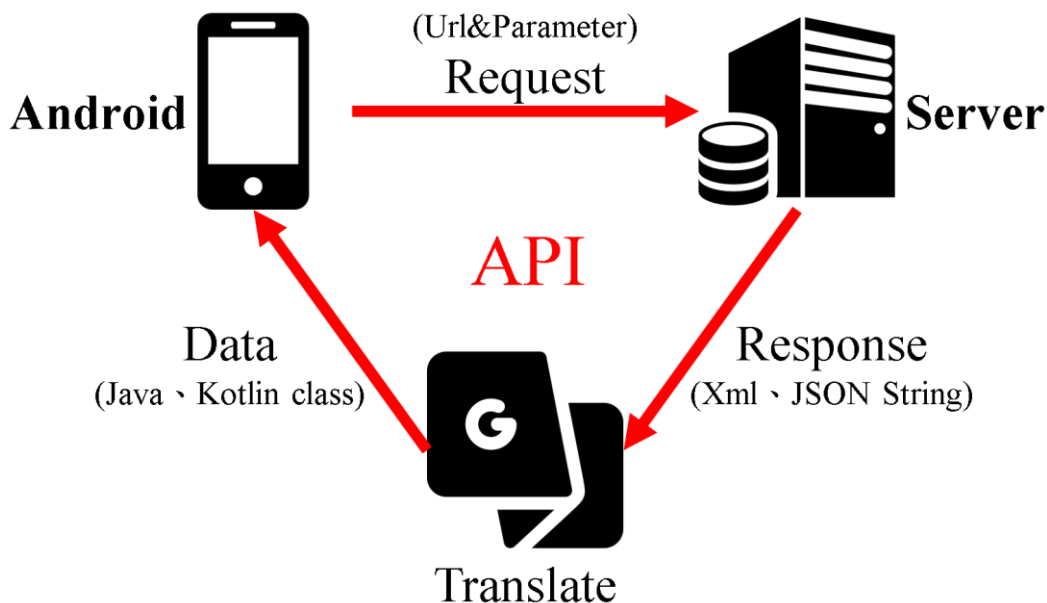 (Url&Parameter)
Request
Android
Server
API
Data
(Java、Kotlin class)
Response
(Xml、JSON String)
G
Translate